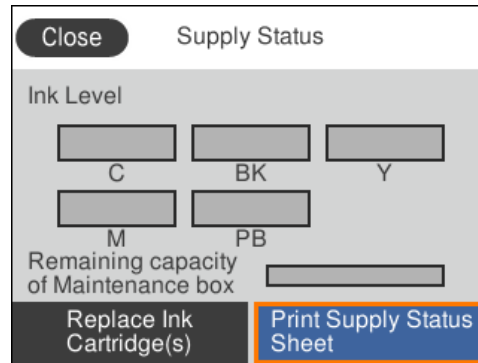 Close Supply Status
Ink Level
C BK Y
M PB
Remaining capacity
of Maintenance box
Replace Ink
Cartridge(s)
Print Supply Status
Sheet